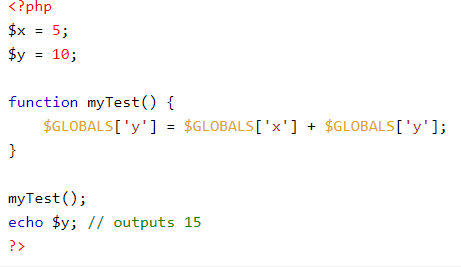 <?php
$x = 5;
$y = 10;

function myTest() {
    $GLOBALS['y'] = $GLOBALS['x'] + $GLOBALS['y'];
}

myTest();
echo $y; // outputs 15
?>